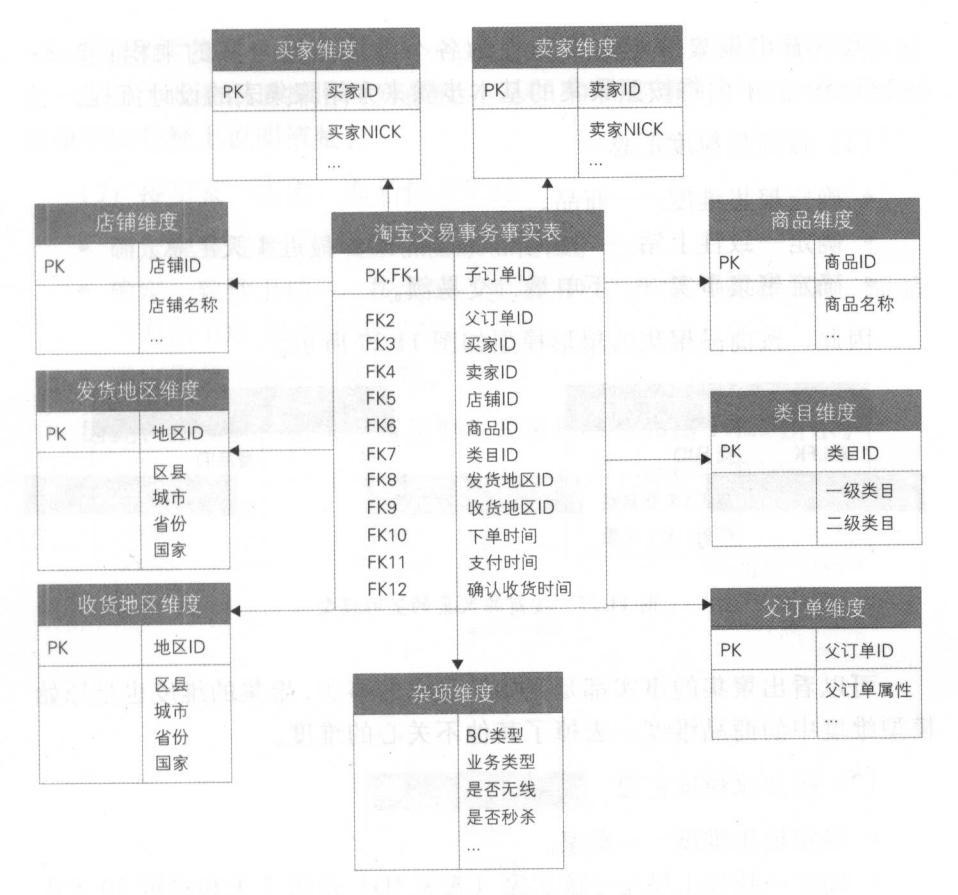 买家维度
PK 买家ID
买家NICK
...
卖家维度
PK 卖家ID
卖家NICK
...
店铺维度
PK 店铺ID
店铺名称
...
淘宝交易事务事实表
PK,FK1 子订单ID
FK2 父订单ID
FK3 买家ID
FK4 卖家ID
FK5 店铺ID
FK6 商品ID
FK7 类目ID
FK8 发货地区ID
FK9 收货地区ID
FK10 下单时间
FK11 支付时间
FK12 确认收货时间
商品维度
PK 商品ID
商品名称
...
发货地区维度
PK 地区ID
区县
城市
省份
国家
类目维度
PK 类目ID
一级类目
二级类目
...
收货地区维度
PK 地区ID
区县
城市
省份
国家
杂项维度
BC类型
业务类型
是否无线
是否秒杀
...
父订单维度
PK 父订单ID
父订单属性
...